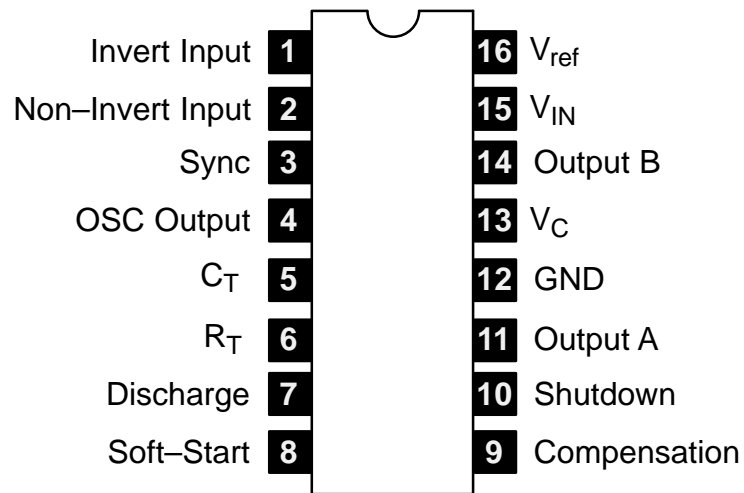 Invert Input 1 16 Vref
Non–Invert Input 2 15 VIN
Sync 3 14 Output B
OSC Output 4 13 VC
CT 5 12 GND
RT 6 11 Output A
Discharge 7 10 Shutdown
Soft–Start 8 9 Compensation